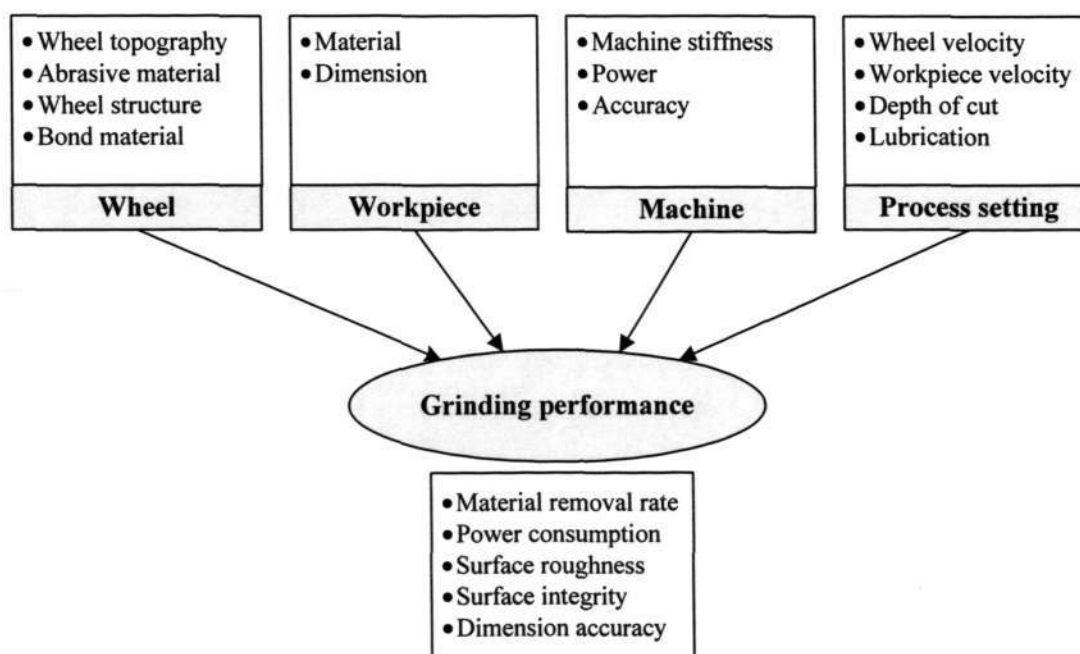 • Wheel topography
• Abrasive material
• Wheel structure
• Bond material
Wheel
• Material
• Dimension
Workpiece
• Machine stiffness
• Power
• Accuracy
Machine
• Wheel velocity
• Workpiece velocity
• Depth of cut
• Lubrication
Process setting
Grinding performance
• Material removal rate
• Power consumption
• Surface roughness
• Surface integrity
• Dimension accuracy